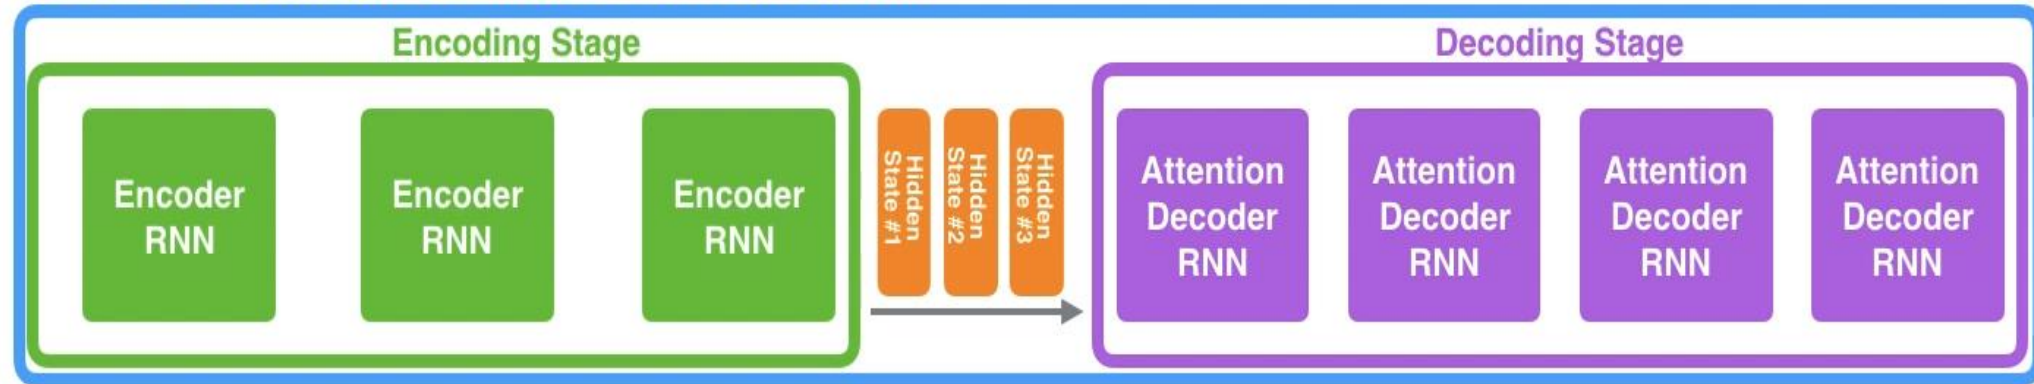 Encoding Stage
Decoding Stage
Encoder
RNN
Encoder
RNN
Encoder
RNN
Hidden
State #1
Hidden
State #2
Hidden
State #3
Attention
Decoder
RNN
Attention
Decoder
RNN
Attention
Decoder
RNN
Attention
Decoder
RNN